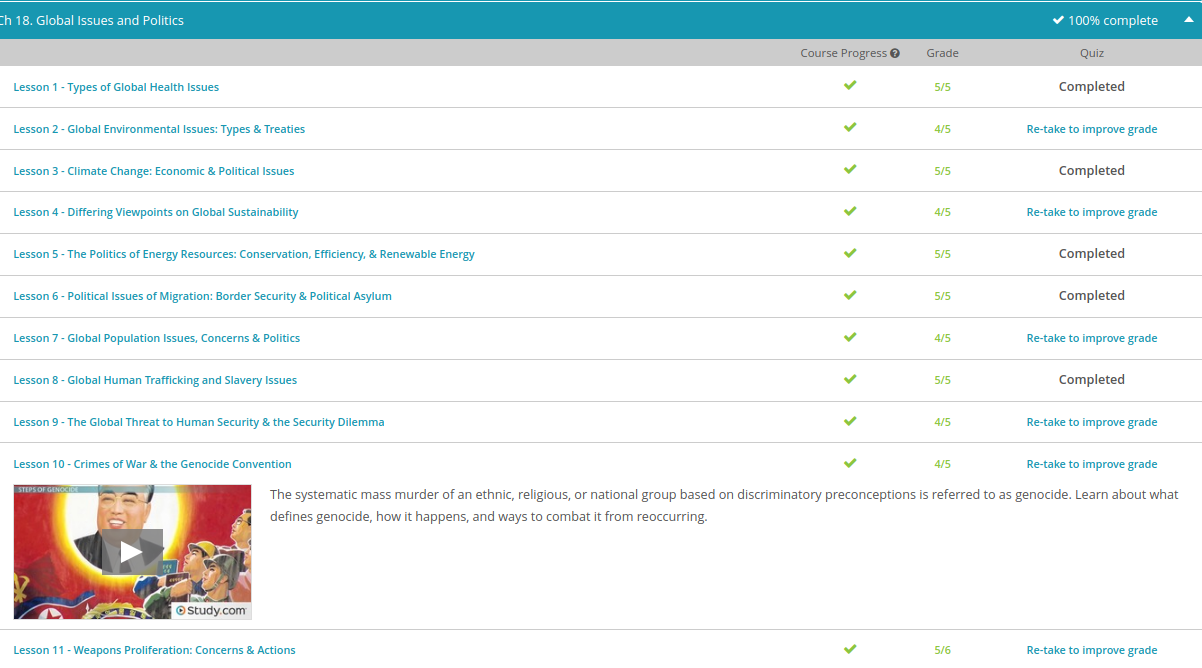 Ch 18. Global Issues and Politics 100% complete
Course Progress Grade Quiz
Lesson 1 - Types of Global Health Issues 5/5 Completed
Lesson 2 - Global Environmental Issues: Types & Treaties 4/5 Re-take to improve grade
Lesson 3 - Climate Change: Economic & Political Issues 5/5 Completed
Lesson 4 - Differing Viewpoints on Global Sustainability 4/5 Re-take to improve grade
Lesson 5 - The Politics of Energy Resources: Conservation, Efficiency, & Renewable Energy 5/5 Completed
Lesson 6 - Political Issues of Migration: Border Security & Political Asylum 5/5 Completed
Lesson 7 - Global Population Issues, Concerns & Politics 4/5 Re-take to improve grade
Lesson 8 - Global Human Trafficking and Slavery Issues 5/5 Completed
Lesson 9 - The Global Threat to Human Security & the Security Dilemma 4/5 Re-take to improve grade
Lesson 10 - Crimes of War & the Genocide Convention 4/5 Re-take to improve grade
STEPS OF GENOCIDE
The systematic mass murder of an ethnic, religious, or national group based on discriminatory preconceptions is referred to as genocide. Learn about what
defines genocide, how it happens, and ways to combat it from reoccurring.
Study.com
Lesson 11 - Weapons Proliferation: Concerns & Actions 5/6 Re-take to improve grade